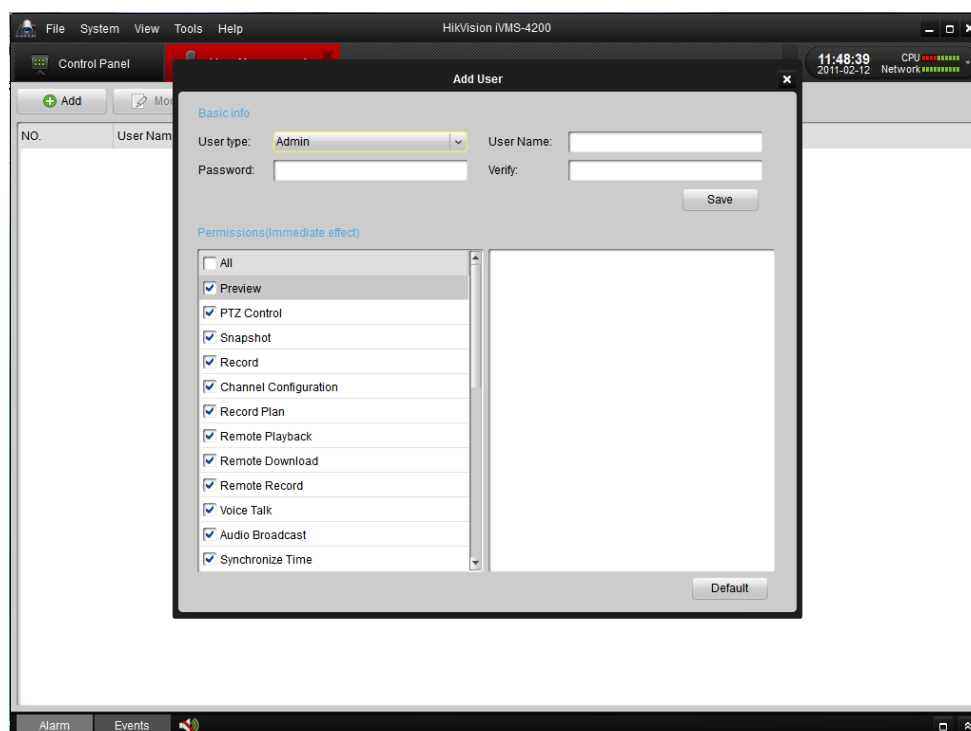 File System View Tools Help HikVision iVMS-4200
Control Panel 11:48:39 CPU
2011-02-12 Network
Add User
Add
Basic info
NO. User Nam
User type: Admin User Name:
Password: Verify:
Save
Permissions(Immediate effect)
All
Preview
PTZ Control
Snapshot
Record
Channel Configuration
Record Plan
Remote Playback
Remote Download
Remote Record
Voice Talk
Audio Broadcast
Synchronize Time
Default
Alarm Events